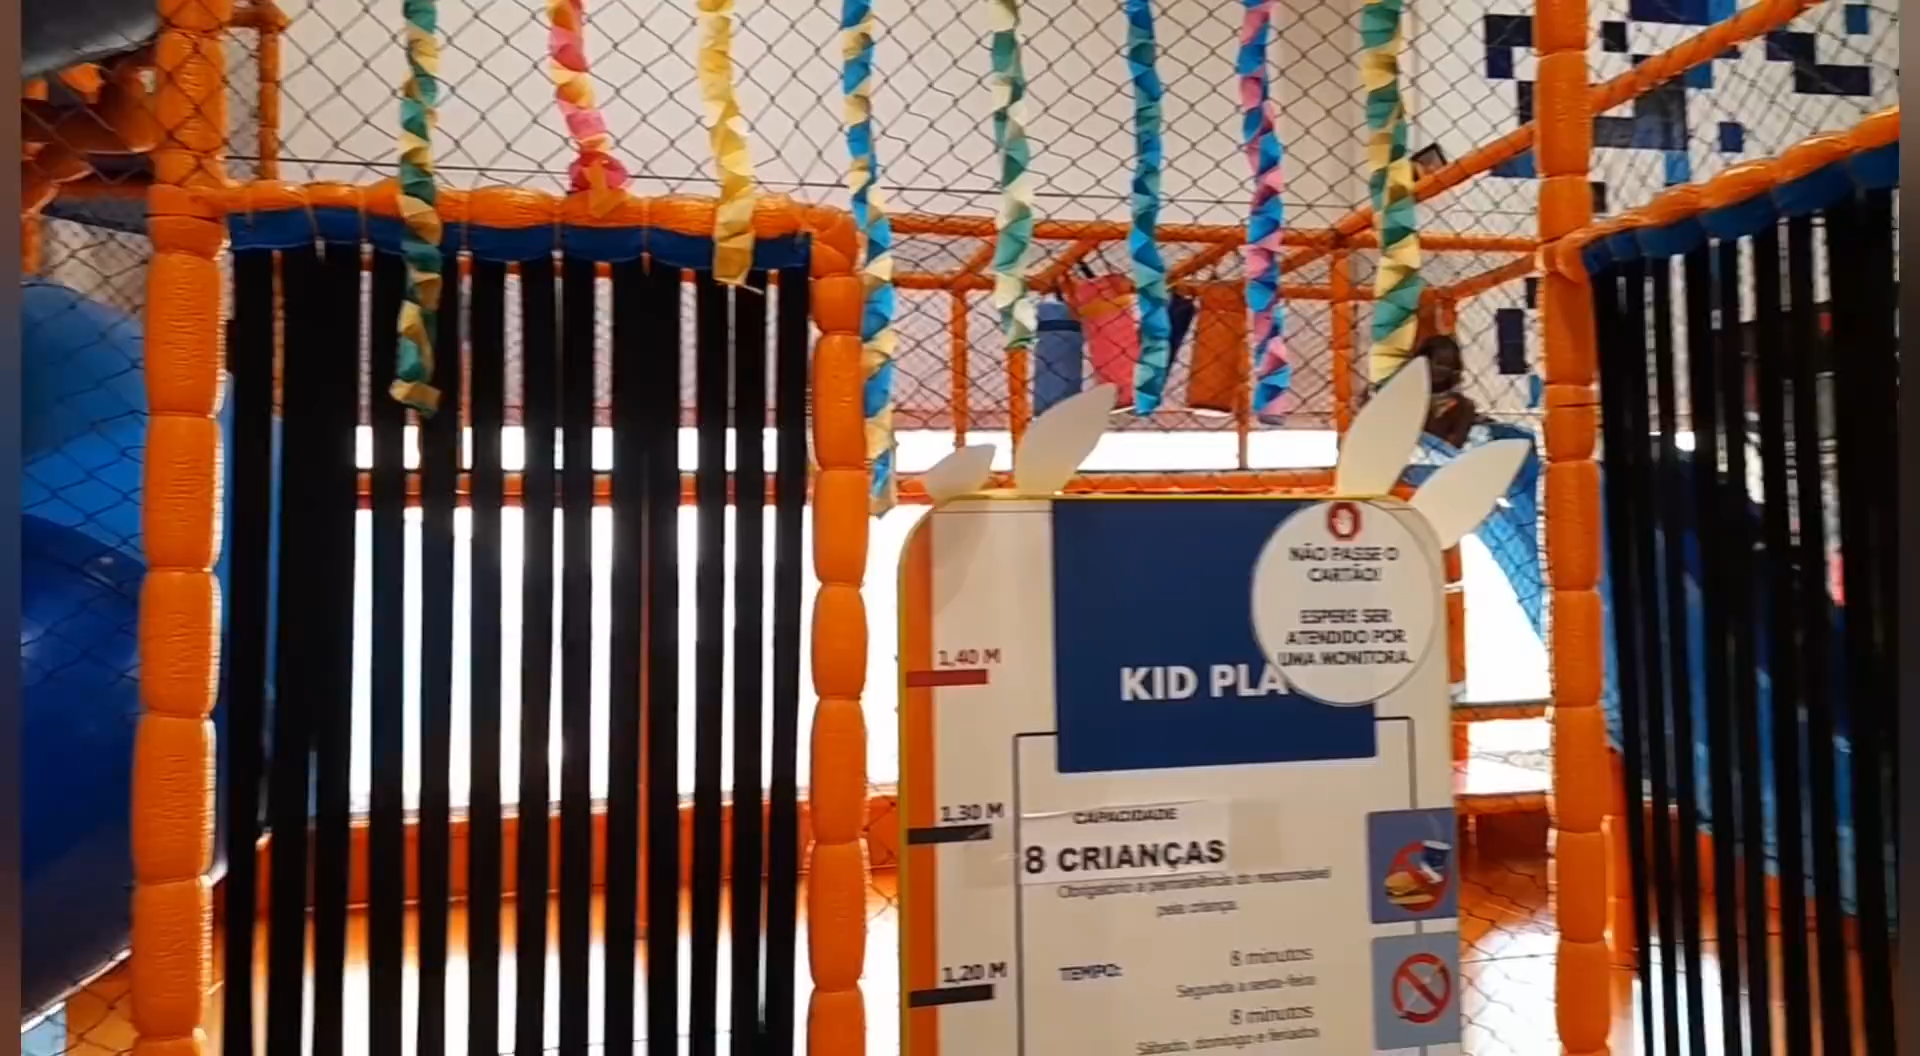 NÃO PASSE O
CARTÃO!
ESPERE SER
ATENDIDO POR
UMA MONITORA.
KID PLA
1,40 M
1,30 M
1,20 M
CAPACIDADE
8 CRIANÇAS
Obrigatório a permanência do responsável
pela criança.
TEMPO:
8 minutos
Segunda a sexta-feira
8 minutos
Sábado, domingo e feriados